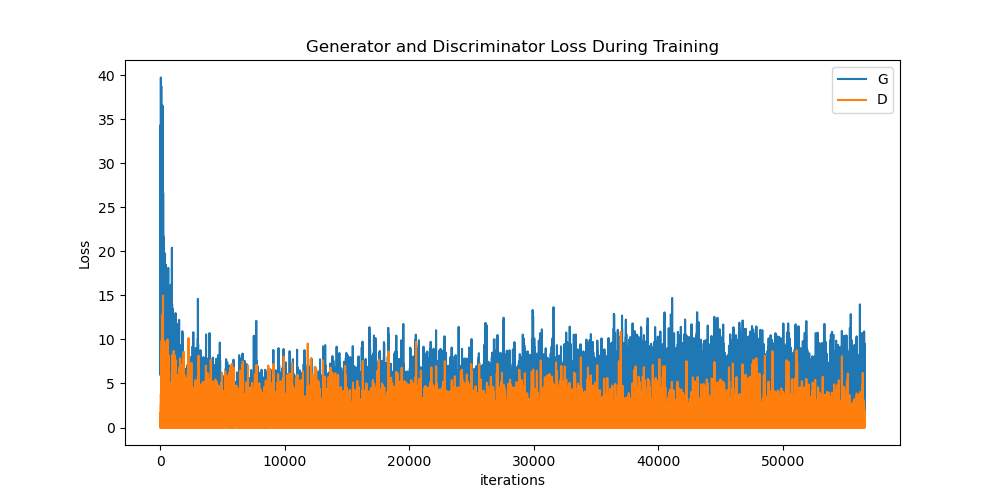 Generator and Discriminator Loss During Training
G
D
40
35
30
25
20
15
10
5
0
Loss
0 10000 20000 30000 40000 50000
iterations